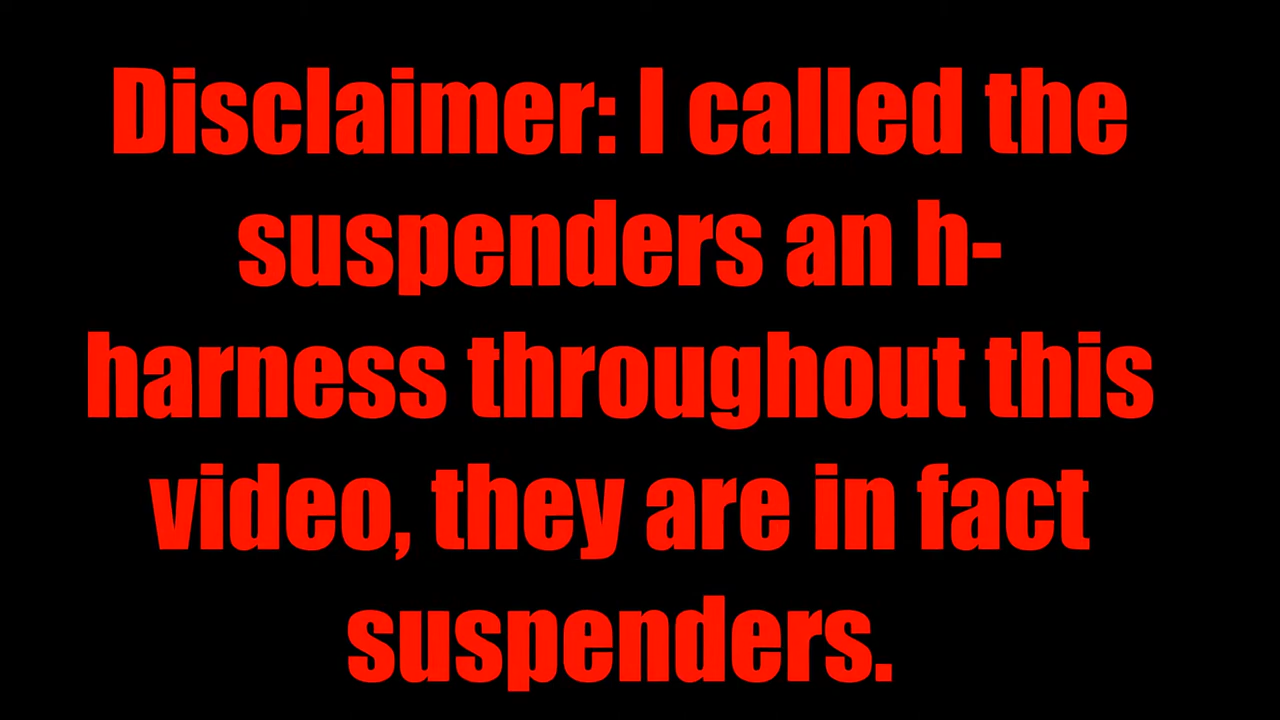 Disclaimer: I called the
suspenders an h-
harness throughout this
video, they are in fact
suspenders.